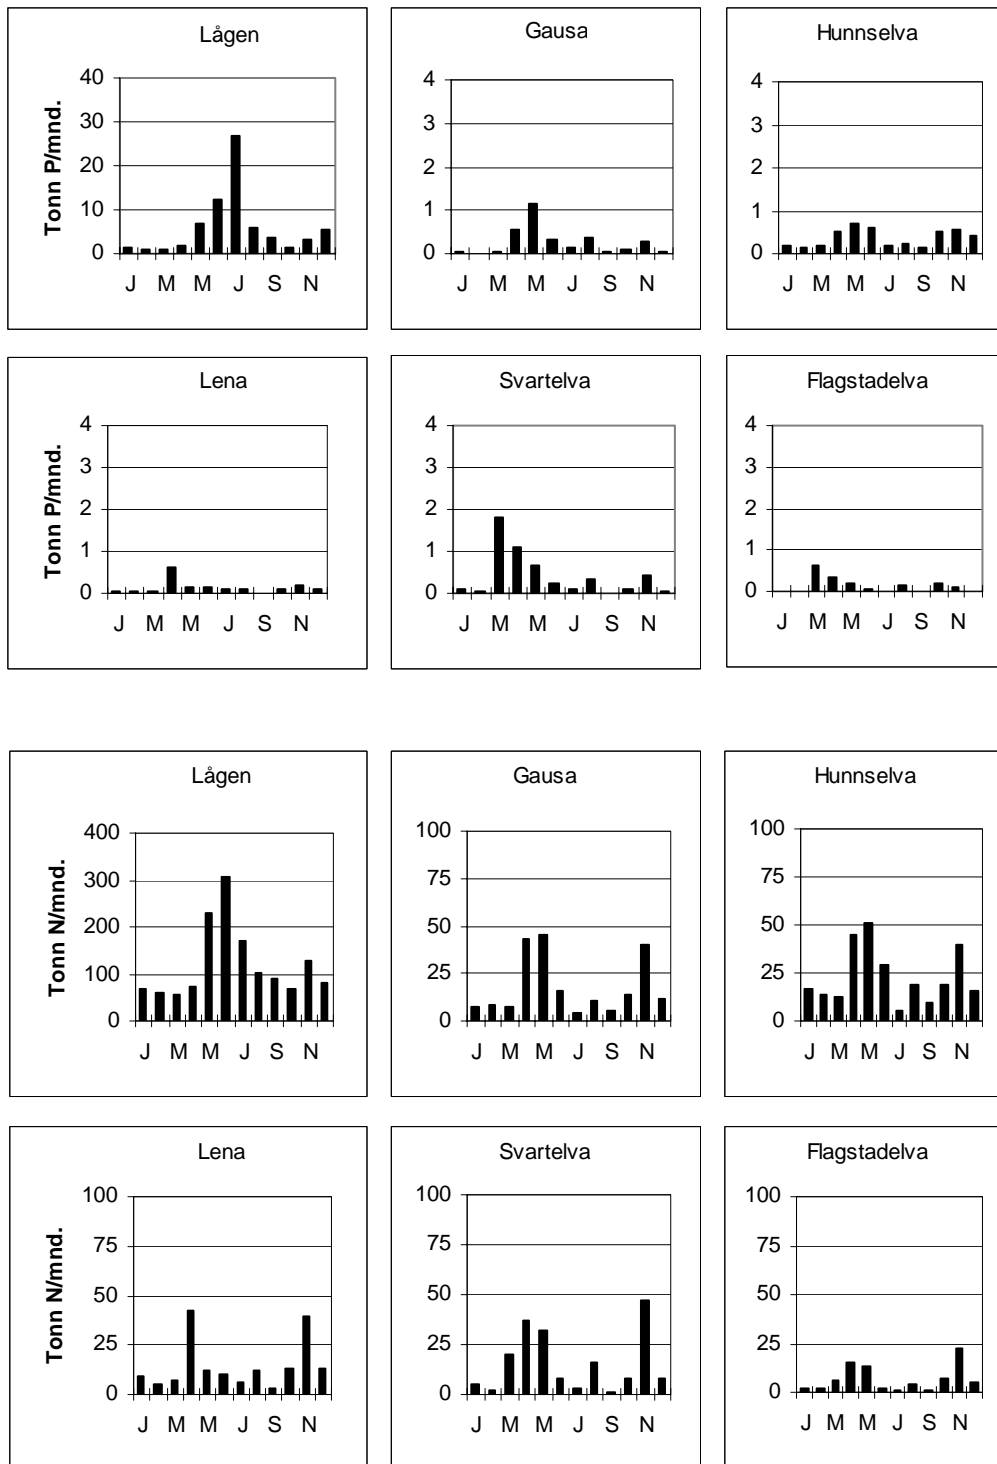 Lågen
Gausa
Hunnselva
Tonn P/mnd.
40
30
20
10
0
J M M J S N
4
3
2
1
0
J M M J S N
4
3
2
1
0
J M M J S N
Lena
Svartelva
Flagstadelva
Tonn P/mnd.
4
3
2
1
0
J M M J S N
4
3
2
1
0
J M M J S N
4
3
2
1
0
J M M J S N
Lågen
Gausa
Hunnselva
Tonn N/mnd.
400
300
200
100
0
J M M J S N
100
75
50
25
0
J M M J S N
100
75
50
25
0
J M M J S N
Lena
Svartelva
Flagstadelva
Tonn N/mnd.
100
75
50
25
0
J M M J S N
100
75
50
25
0
J M M J S N
100
75
50
25
0
J M M J S N